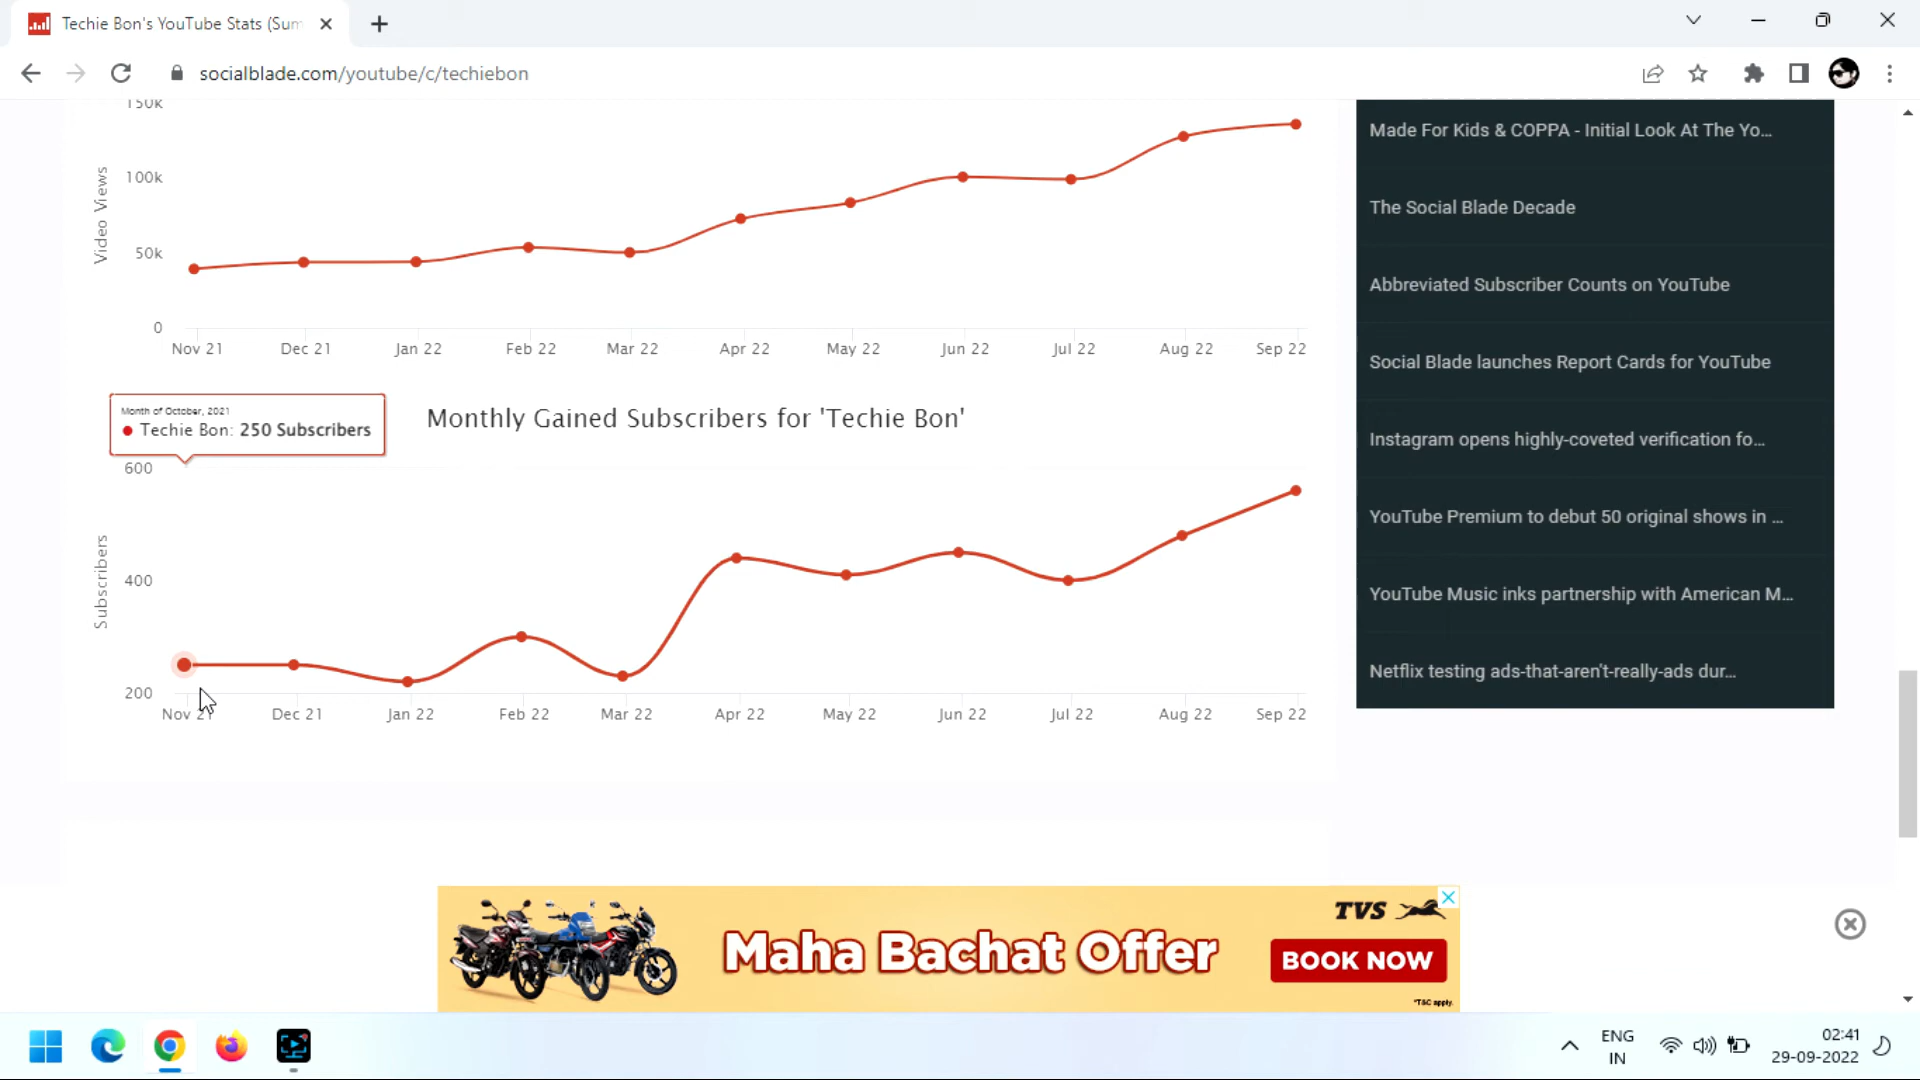 Techie Bon's YouTube Stats (Sum
socialblade.com/youtube/c/techiebon
150k
100k
50k
0
Video Views
Nov 21 Dec 21 Jan 22 Feb 22 Mar 22 Apr 22 May 22 Jun 22 Jul 22 Aug 22 Sep 22
Month of October, 2021
Techie Bon: 250 Subscribers
Monthly Gained Subscribers for 'Techie Bon'
600
400
200
Subscribers
Nov 21 Dec 21 Jan 22 Feb 22 Mar 22 Apr 22 May 22 Jun 22 Jul 22 Aug 22 Sep 22
Made For Kids & COPPA - Initial Look At The Yo...
The Social Blade Decade
Abbreviated Subscriber Counts on YouTube
Social Blade launches Report Cards for YouTube
Instagram opens highly-coveted verification fo...
YouTube Premium to debut 50 original shows in ...
YouTube Music inks partnership with American M...
Netflix testing ads-that-aren't-really-ads dur...
TVS
Maha Bachat Offer
BOOK NOW
*T&C apply.
ENG
IN
02:41
29-09-2022